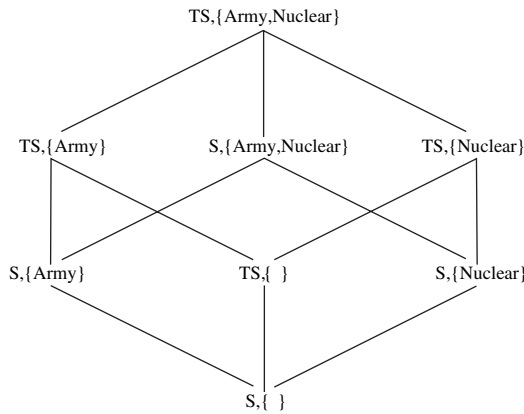 TS,{Army,Nuclear}
TS,{Army} S,{Army,Nuclear} TS,{Nuclear}
S,{Army} TS,{ } S,{Nuclear}
S,{ }